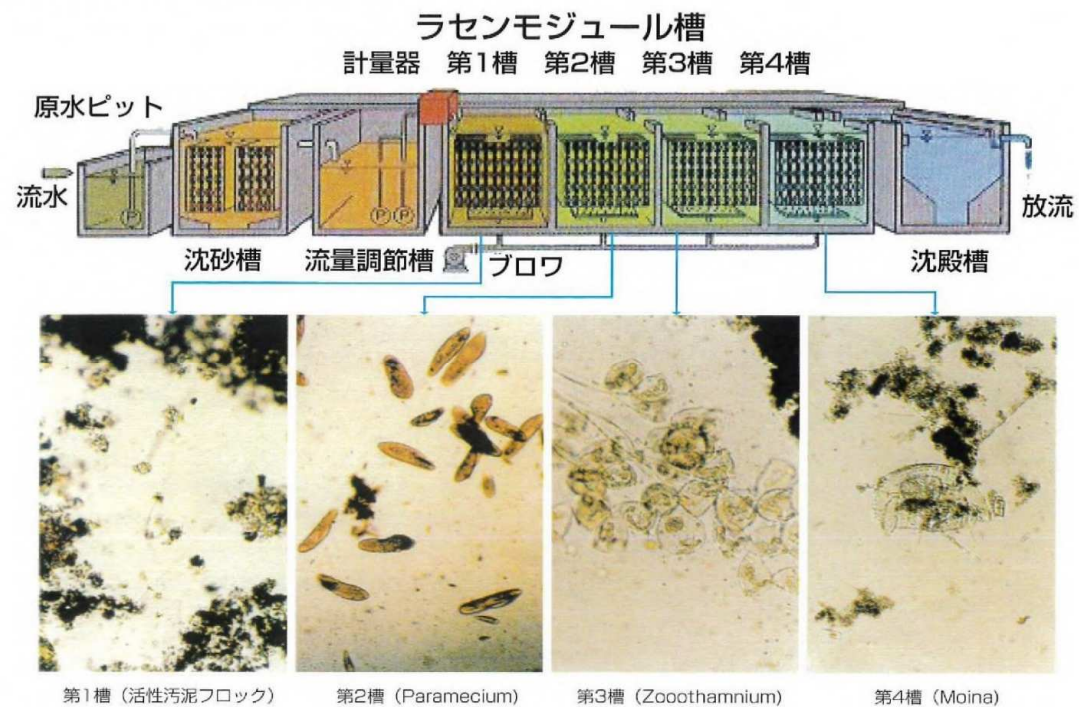 ラセンモジュール槽
計量器 第1槽 第2槽 第3槽 第4槽
原水ピット
流水
放流
P
P P
沈砂槽
流量調節槽
ブロワ
沈殿槽
第1槽（活性汚泥フロック）
第2槽（Paramecium）
第3槽（Zooothamnium）
第4槽（Moina）